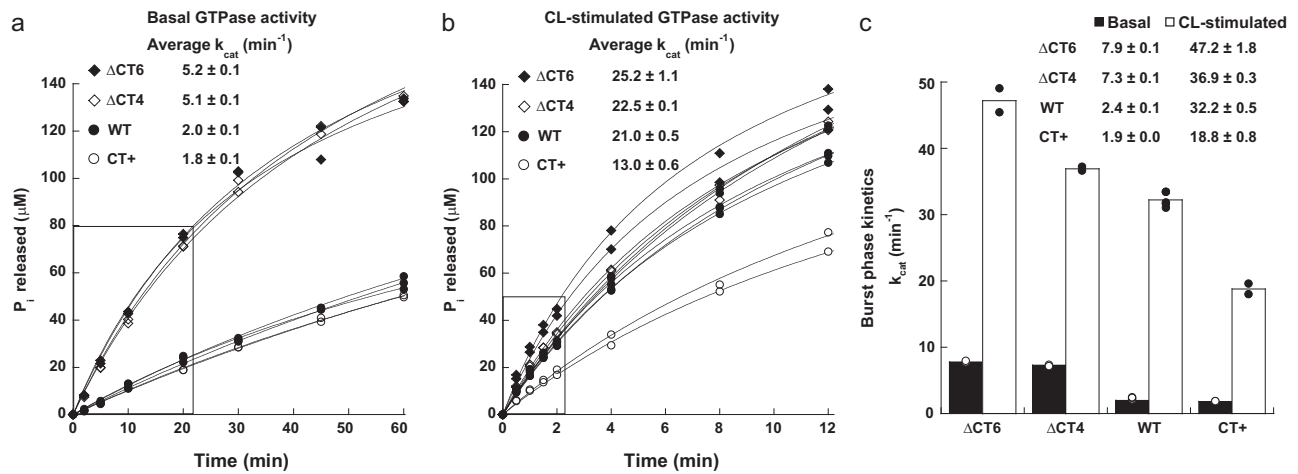 a
Basal GTPase activity
Average k_cat (min⁻¹)
ΔCT6 5.2 ± 0.1
ΔCT4 5.1 ± 0.1
WT 2.0 ± 0.1
CT+ 1.8 ± 0.1
P_i released (µM)
140
120
100
80
60
40
20
0
0 10 20 30 40 50 60
Time (min)
b
CL-stimulated GTPase activity
Average k_cat (min⁻¹)
ΔCT6 25.2 ± 1.1
ΔCT4 22.5 ± 0.1
WT 21.0 ± 0.5
CT+ 13.0 ± 0.6
P_i released (µM)
140
120
100
80
60
40
20
0
0 2 4 6 8 10 12
Time (min)
c
Basal CL-stimulated
ΔCT6 7.9 ± 0.1 47.2 ± 1.8
ΔCT4 7.3 ± 0.1 36.9 ± 0.3
WT 2.4 ± 0.1 32.2 ± 0.5
CT+ 1.9 ± 0.0 18.8 ± 0.8
Burst phase kinetics
k_cat (min⁻¹)
50
40
30
20
10
0
ΔCT6 ΔCT4 WT CT+